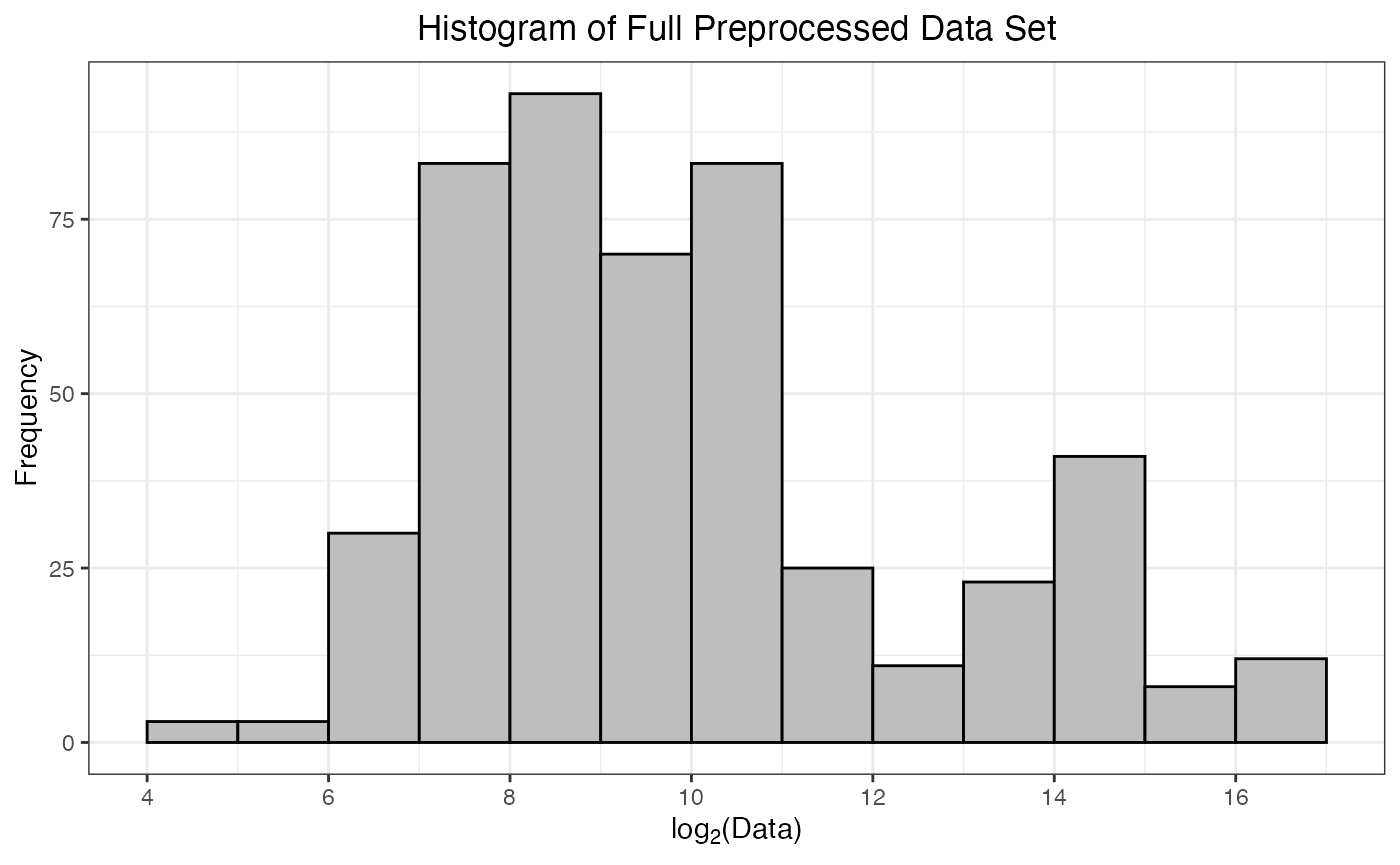 Histogram of Full Preprocessed Data Set
Frequency
75
50
25
0
4 6 8 10 12 14 16
log₂(Data)